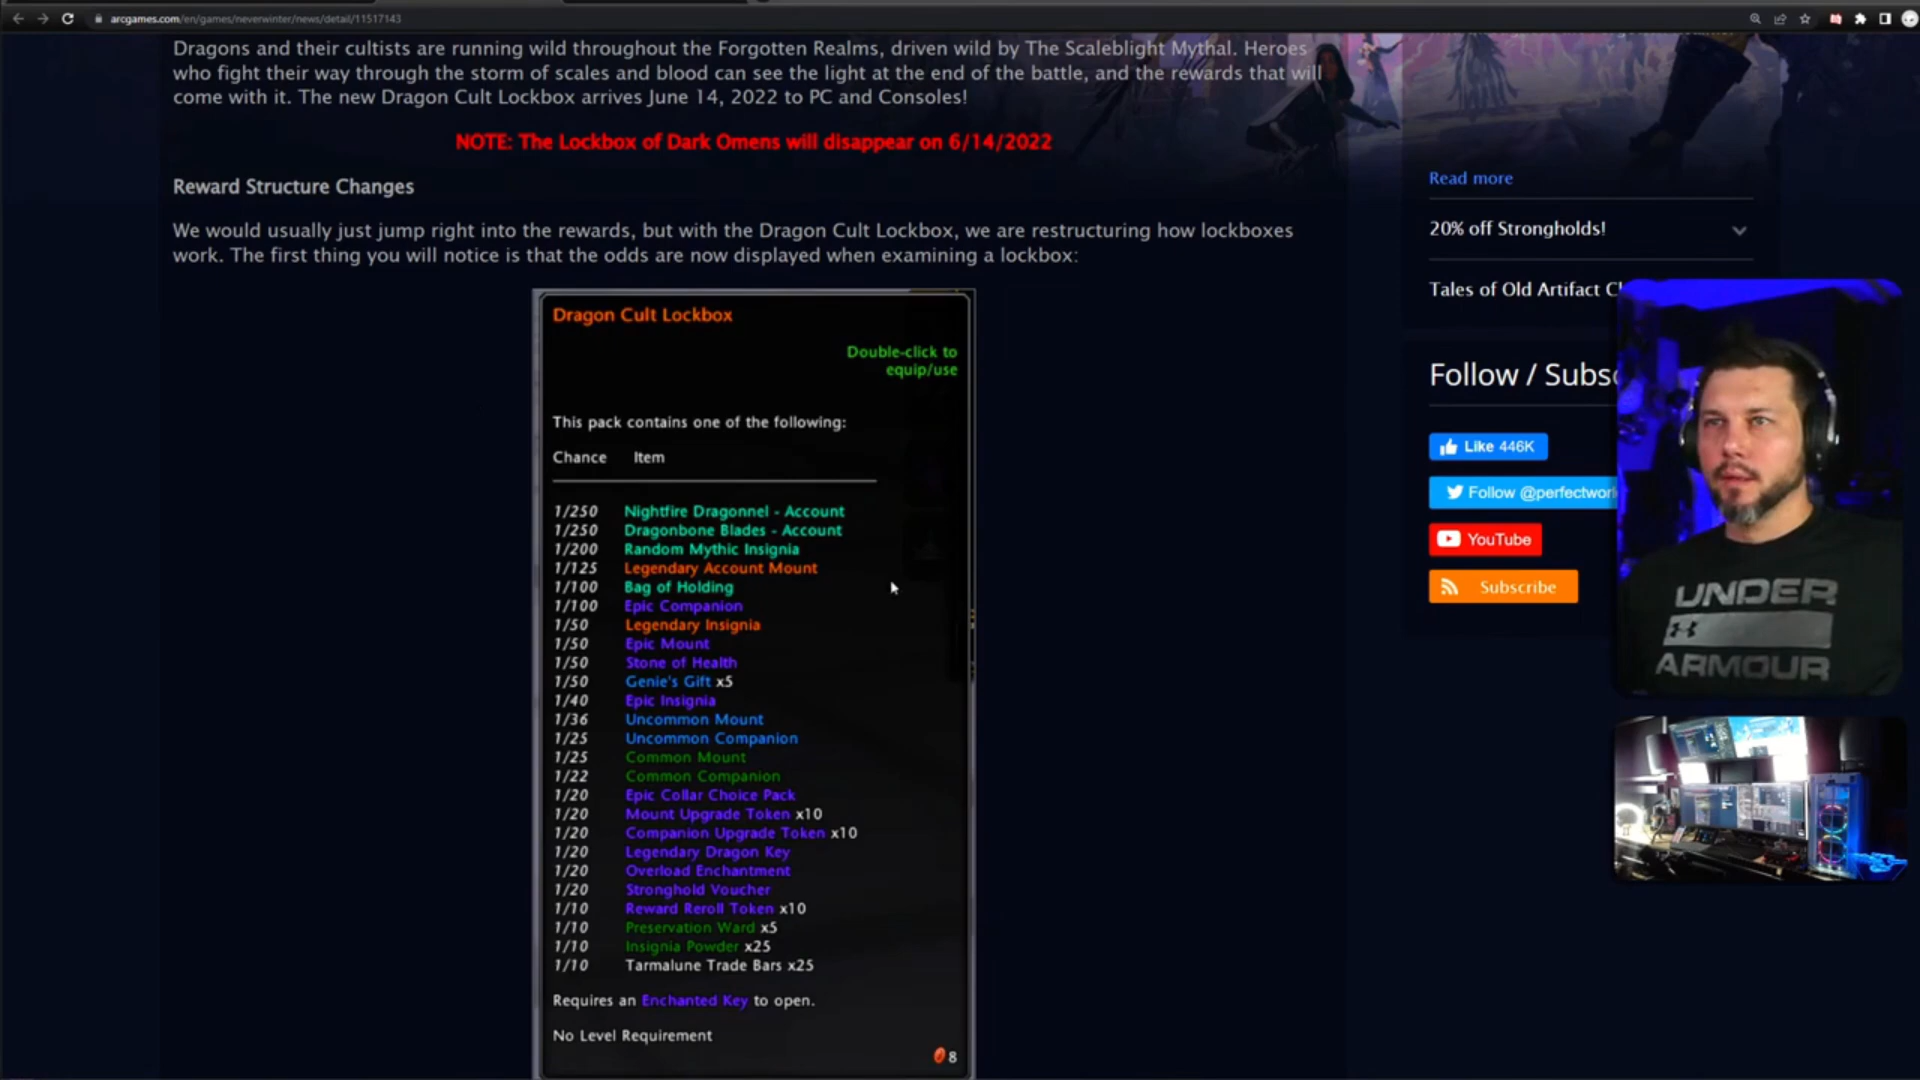 arcgames.com/en/games/neverwinter/news/detail/11517143
Dragons and their cultists are running wild throughout the Forgotten Realms, driven wild by The Scaleblight Mythal. Heroes
who fight their way through the storm of scales and blood can see the light at the end of the battle, and the rewards that will
come with it. The new Dragon Cult Lockbox arrives June 14, 2022 to PC and Consoles!
NOTE: The Lockbox of Dark Omens will disappear on 6/14/2022
Reward Structure Changes
We would usually just jump right into the rewards, but with the Dragon Cult Lockbox, we are restructuring how lockboxes
work. The first thing you will notice is that the odds are now displayed when examining a lockbox:
Dragon Cult Lockbox
Double-click to
equip/use
This pack contains one of the following:
Chance Item
1/250 Nightfire Dragonnel - Account
1/250 Dragonbone Blades - Account
1/200 Random Mythic Insignia
1/125 Legendary Account Mount
1/100 Bag of Holding
1/100 Epic Companion
1/50 Legendary Insignia
1/50 Epic Mount
1/50 Stone of Health
1/50 Genie's Gift x5
1/40 Epic Insignia
1/36 Uncommon Mount
1/25 Uncommon Companion
1/25 Common Mount
1/22 Common Companion
1/20 Epic Collar Choice Pack
1/20 Mount Upgrade Token x10
1/20 Companion Upgrade Token x10
1/20 Legendary Dragon Key
1/20 Overload Enchantment
1/20 Stronghold Voucher
1/10 Reward Reroll Token x10
1/10 Preservation Ward x5
1/10 Insignia Powder x25
1/10 Tarmalune Trade Bars x25
Requires an Enchanted Key to open.
No Level Requirement
8
Read more
20% off Strongholds!
Tales of Old Artifact C
Follow / Subsc
Like 446K
Follow @perfectworl
YouTube
Subscribe
UNDER
ARMOUR